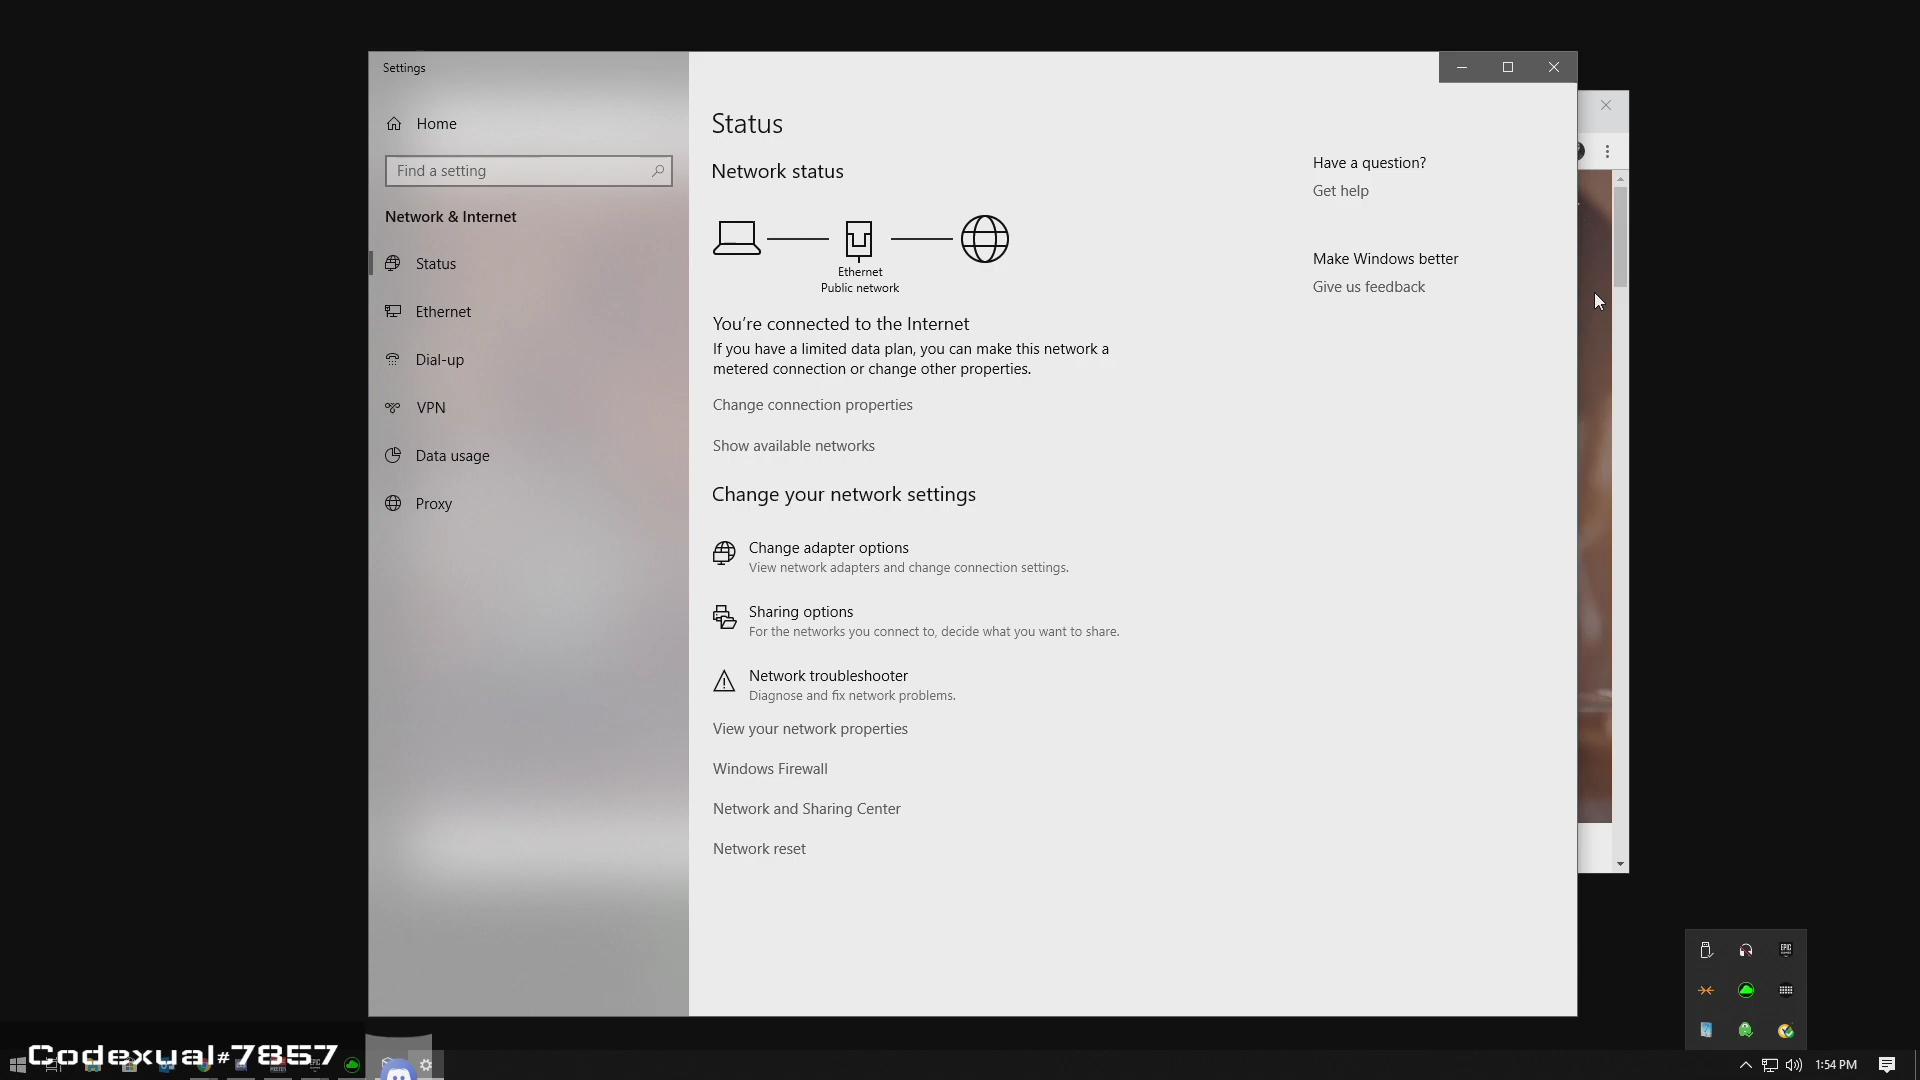 Settings
Home
Find a setting
Network & Internet
Status
Ethernet
Dial-up
VPN
Data usage
Proxy
Status
Network status
Ethernet
Public network
You're connected to the Internet
If you have a limited data plan, you can make this network a
metered connection or change other properties.
Change connection properties
Show available networks
Change your network settings
Change adapter options
View network adapters and change connection settings.
Sharing options
For the networks you connect to, decide what you want to share.
Network troubleshooter
Diagnose and fix network problems.
View your network properties
Windows Firewall
Network and Sharing Center
Network reset
Have a question?
Get help
Make Windows better
Give us feedback
EPIC
Codexual#7857
1:54 PM